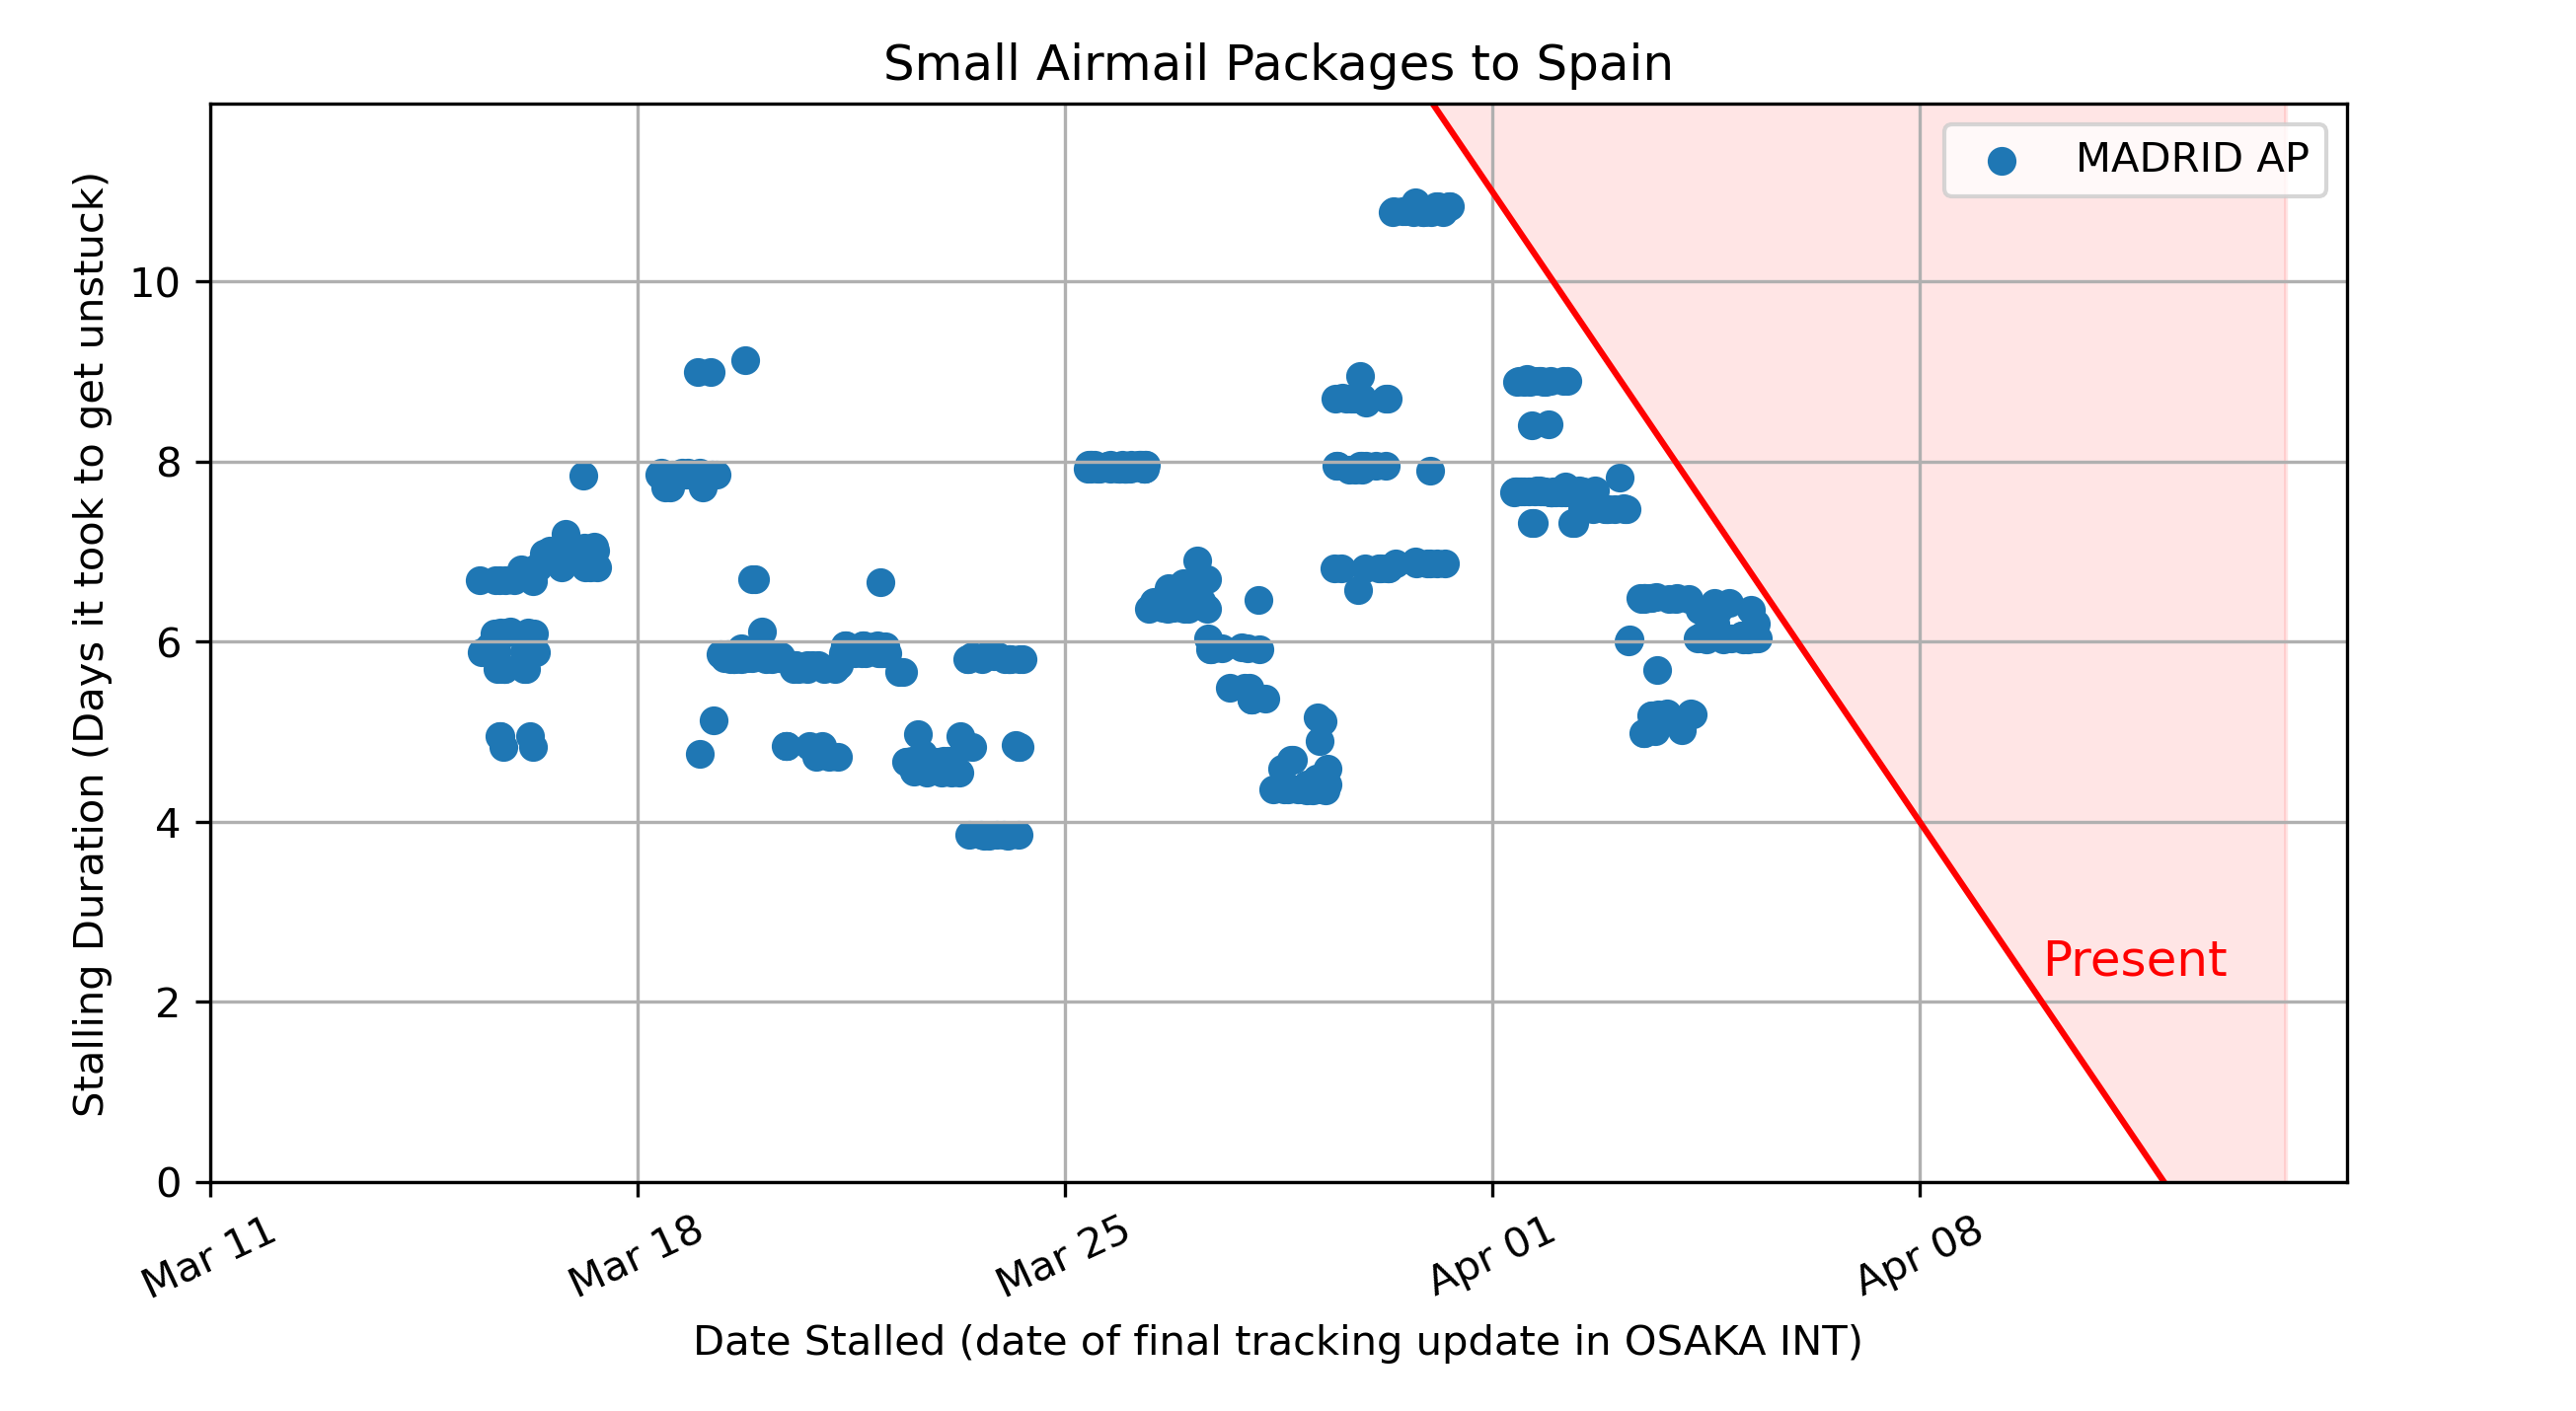 Small Airmail Packages to Spain
MADRID AP
Stalling Duration (Days it took to get unstuck)
10
8
6
4
2
0
Present
Mar 11
Mar 18
Mar 25
Apr 01
Apr 08
Date Stalled (date of final tracking update in OSAKA INT)